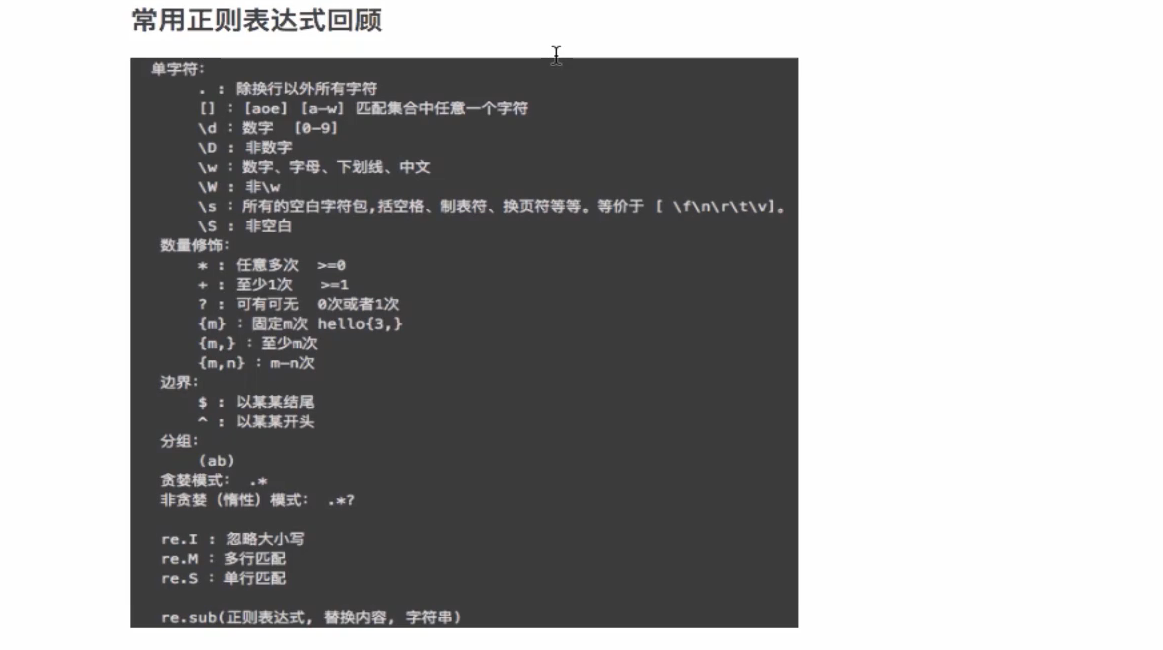 常用正则表达式回顾
单字符:
. : 除换行以外所有字符
[] : [aoe] [a-w] 匹配集合中任意一个字符
\d : 数字 [0-9]
\D : 非数字
\w : 数字、字母、下划线、中文
\W : 非\w
\s : 所有的空白字符包,括空格、制表符、换页符等等。等价于 [ \f\n\r\t\v]。
\S : 非空白
数量修饰:
* : 任意多次 >=0
+ : 至少1次 >=1
? : 可有可无 0次或者1次
{m} : 固定m次 hello{3,}
{m,} : 至少m次
{m,n} : m-n次
边界:
$ : 以某某结尾
^ : 以某某开头
分组:
(ab)
贪婪模式: .*
非贪婪（惰性）模式: .*?
re.I : 忽略大小写
re.M : 多行匹配
re.S : 单行匹配
re.sub(正则表达式, 替换内容, 字符串)